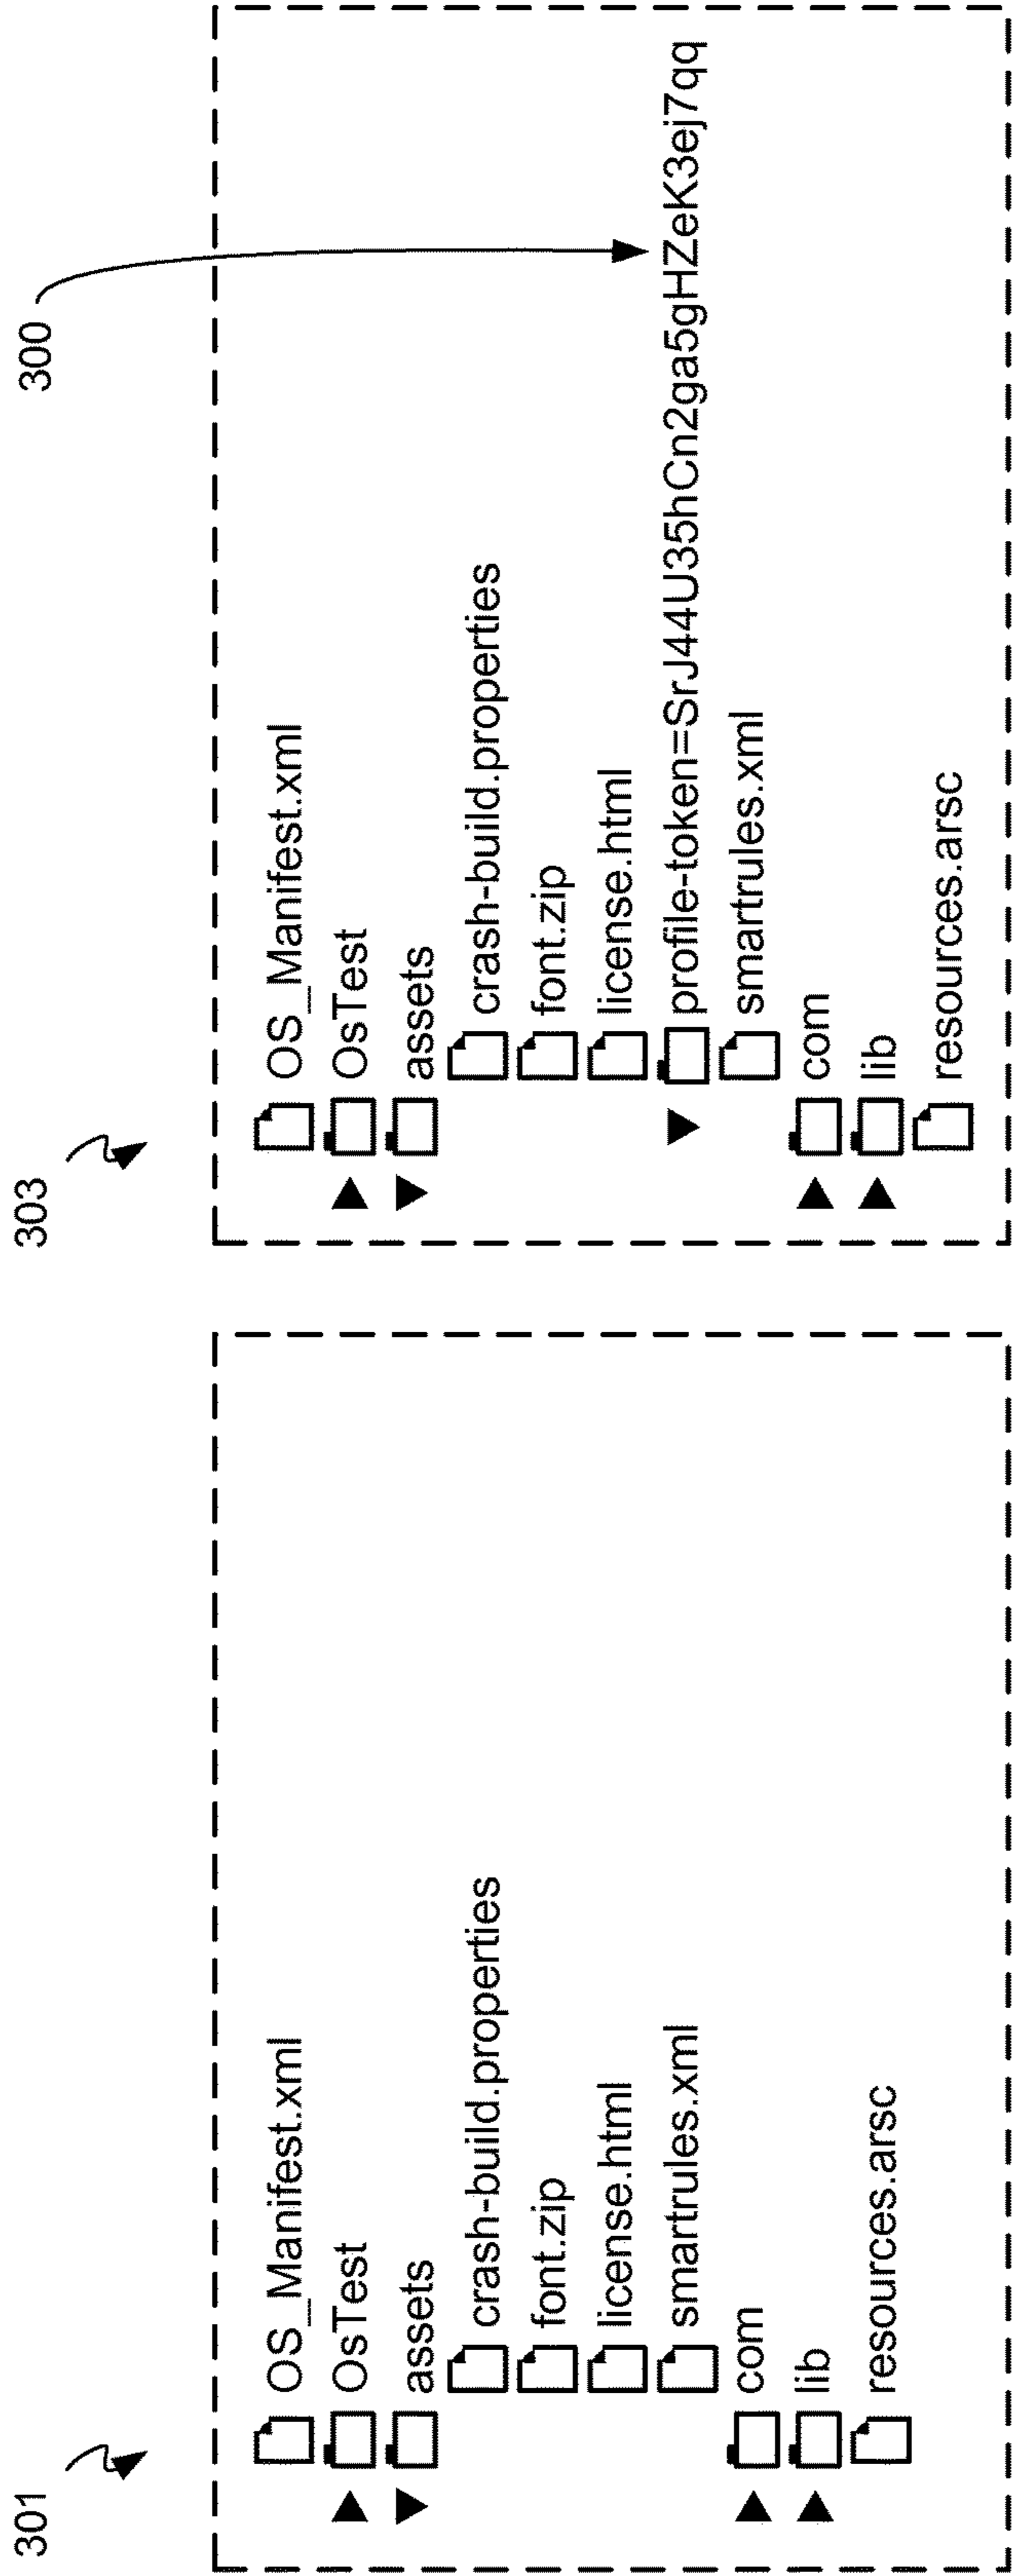 301
OS_Manifest.xml
OsTest
assets
crash-build.properties
font.zip
license.html
smartrules.xml
com
lib
resources.arsc
303
300
OS_Manifest.xml
OsTest
assets
crash-build.properties
font.zip
license.html
profile-token=SrJ44U35hCn2ga5gHZeK3ej7qq
smartrules.xml
com
lib
resources.arsc